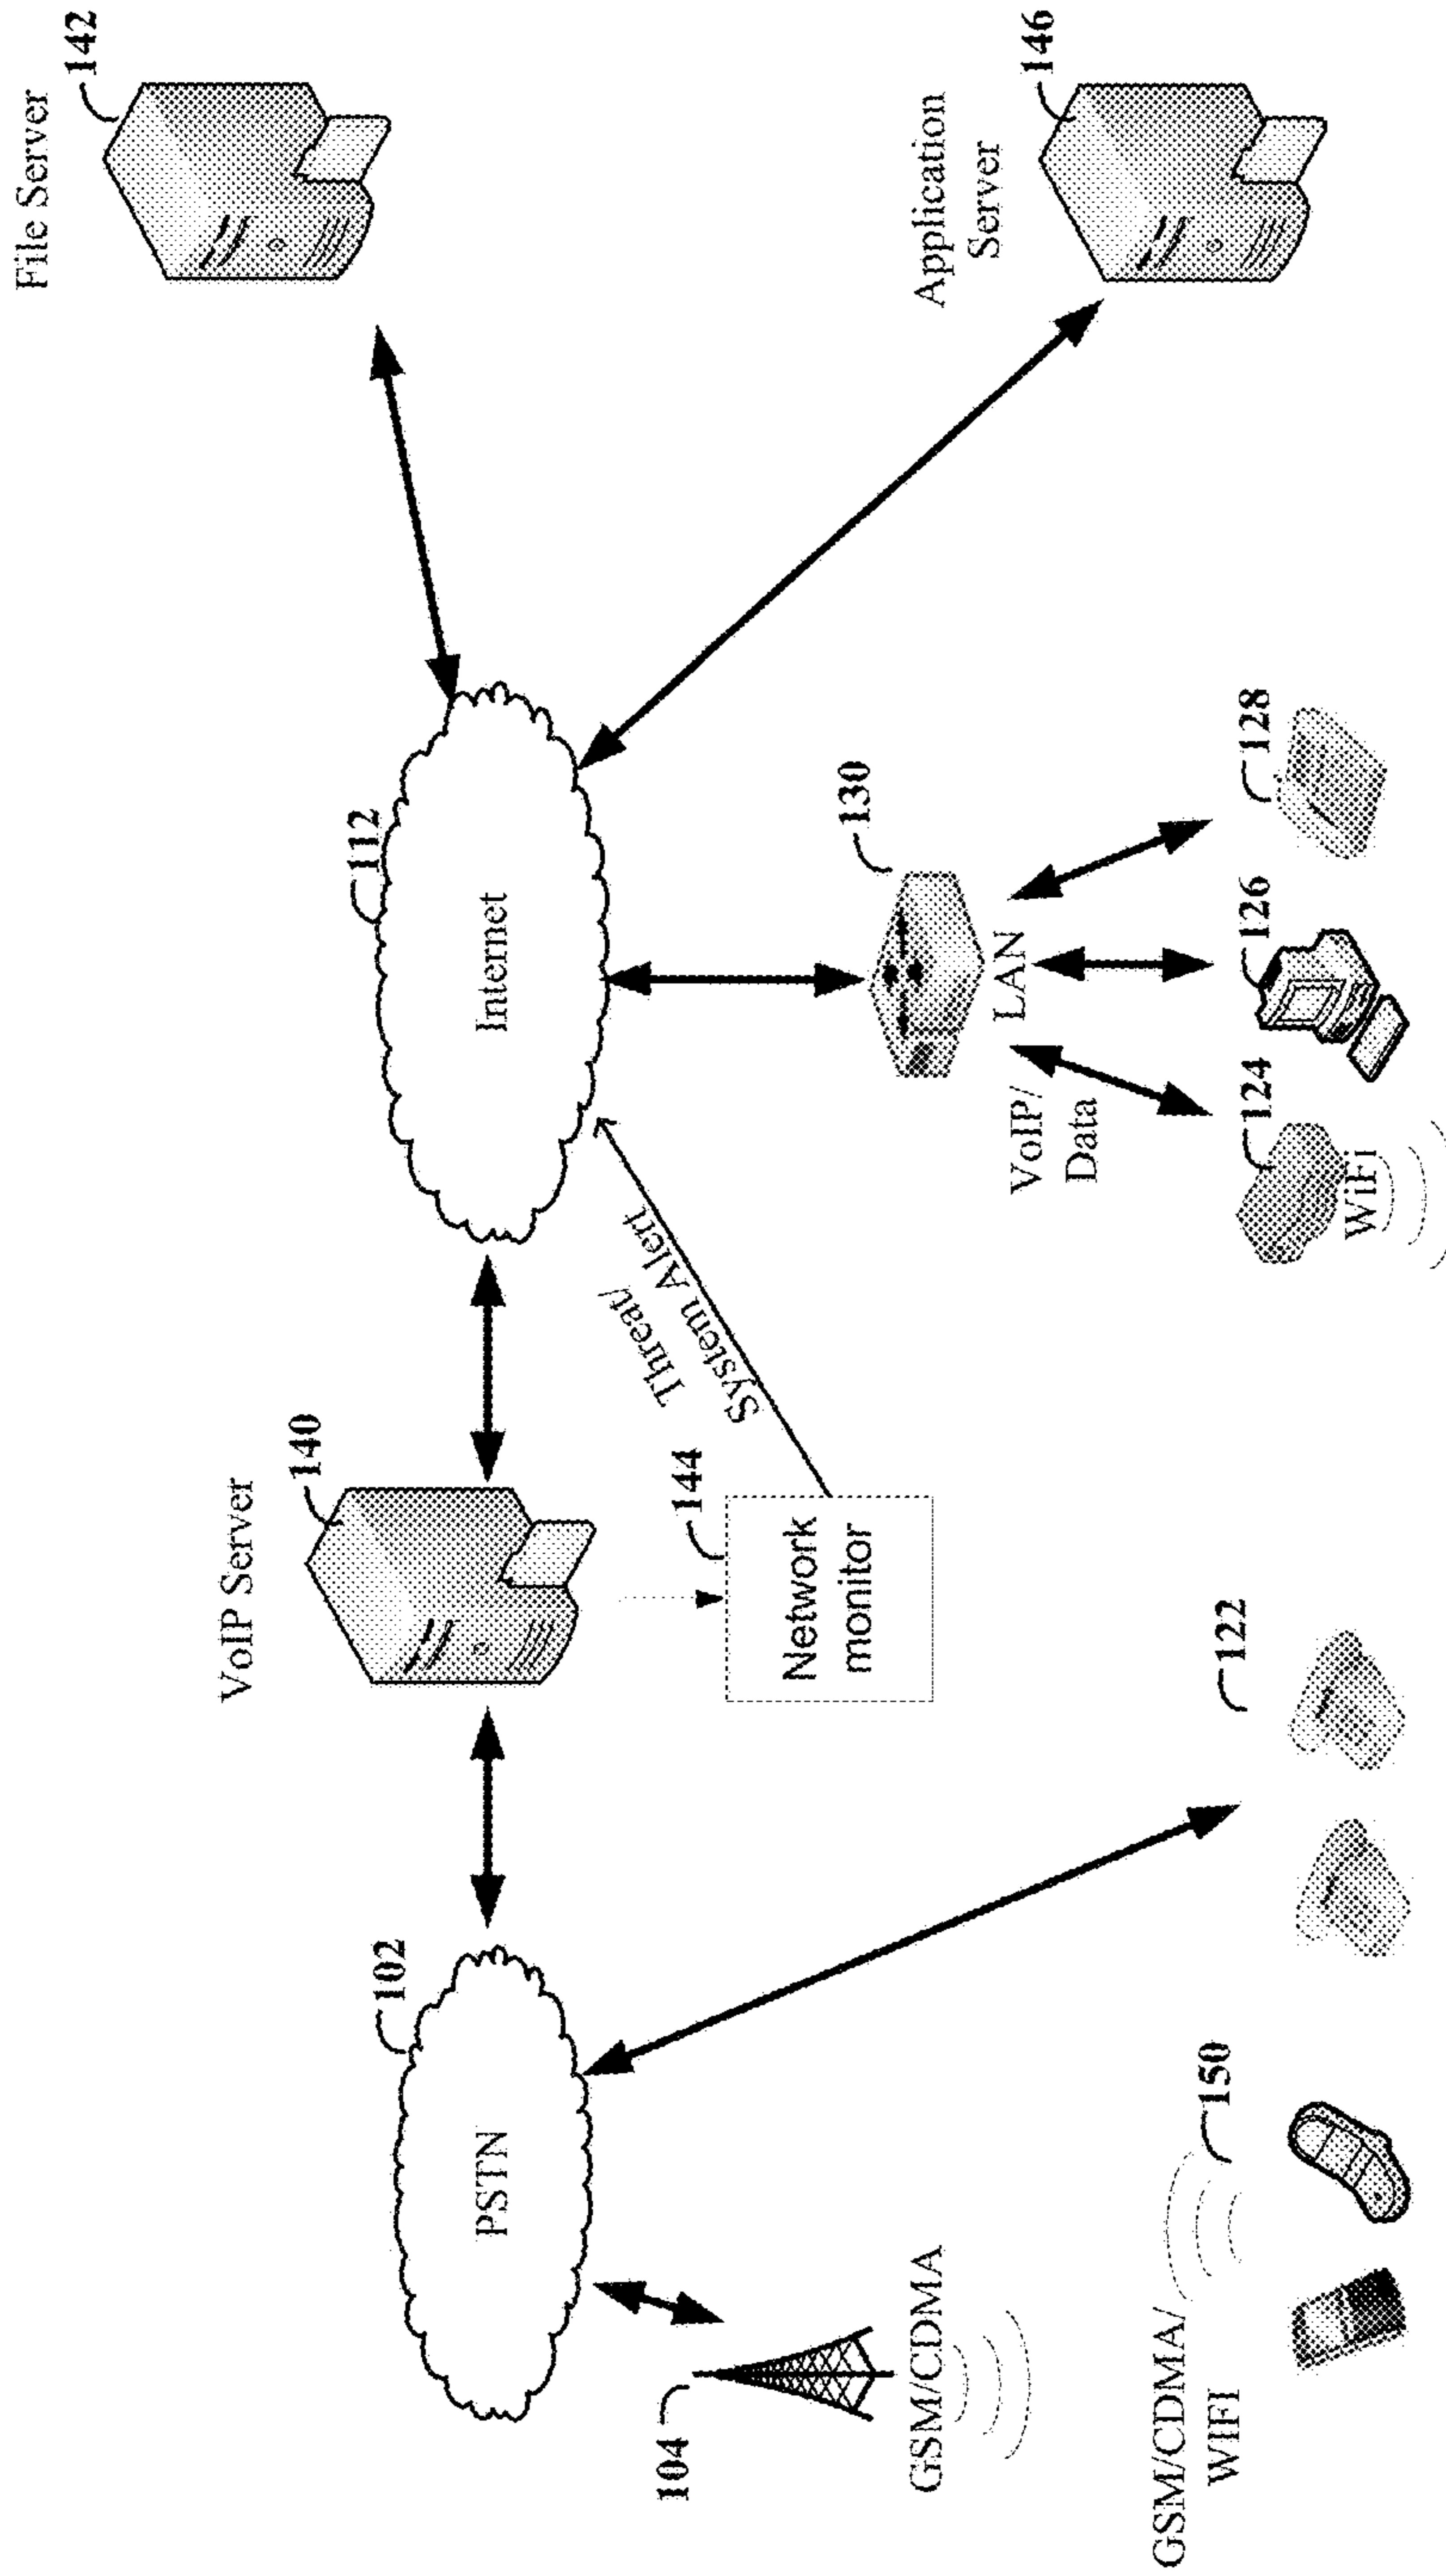 File Server
142
VoIP Server
140
112
102
Internet
PSTN
Threat/
System Alert
144
Network
monitor
104
GSM/CDMA
130
LAN
VoIP/
Data
Application
Server
146
GSM/CDMA/
WIFI
150
122
124
WiFi
126
128